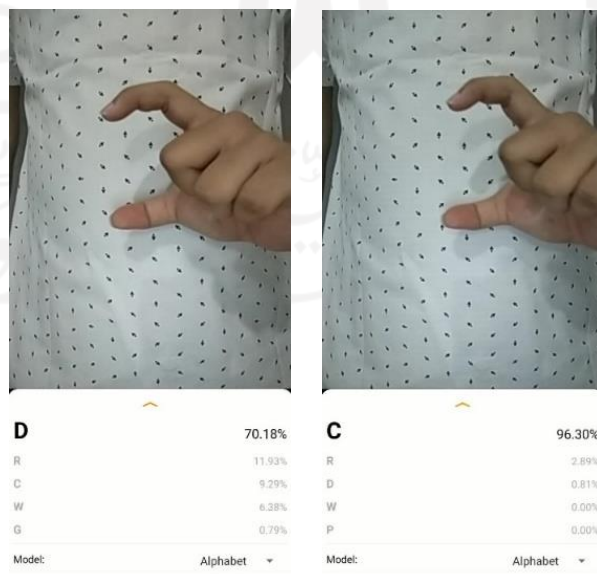 D 70.18%
R 11.93%
C 9.29%
W 6.38%
G 0.79%
Model: Alphabet
C 96.30%
R 2.89%
D 0.81%
W 0.00%
P 0.00%
Model: Alphabet